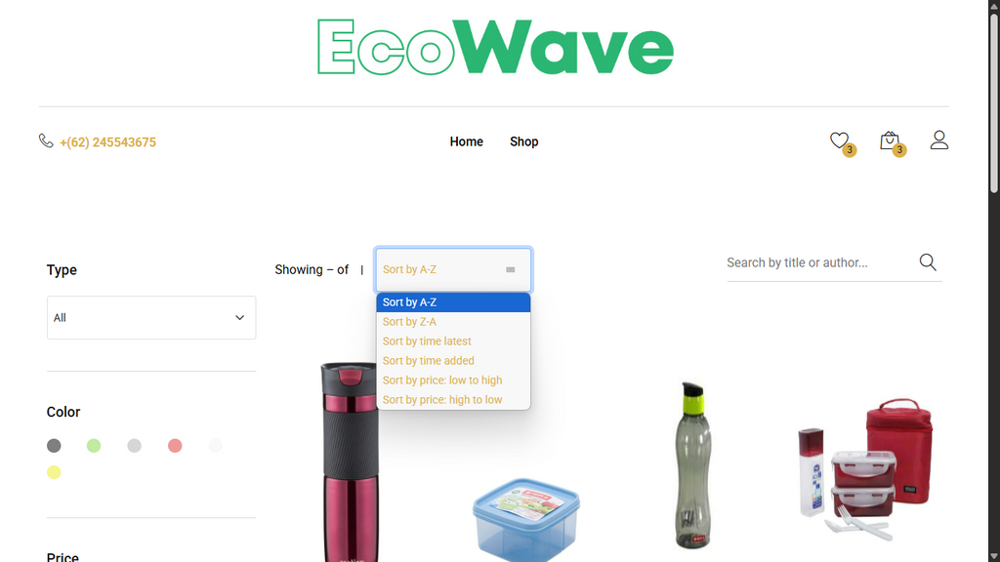 EcoWave
+(62) 245543675
Home
Shop
3
3
Type
All
Color
Price
Showing – of |
Sort by A-Z
Sort by A-Z
Sort by Z-A
Sort by time latest
Sort by time added
Sort by price: low to high
Sort by price: high to low
Search by title or author...